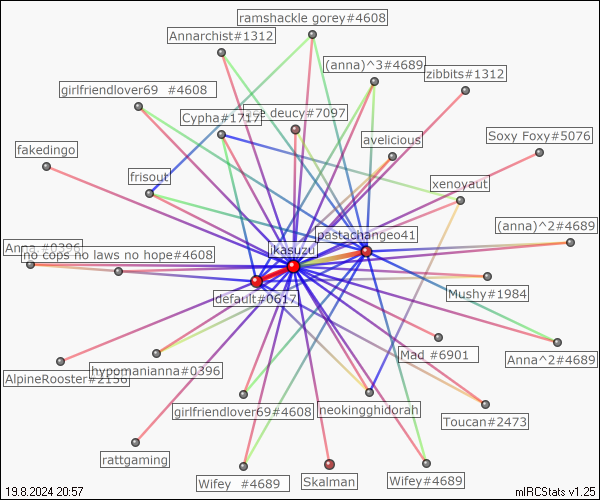 ramshackle gorey#4608
Annarchist#1312
(anna)^3#4689
zibbits#1312
girlfriendlover69 #4608
Cypha#1717
e deucy#7097
avelicious
Soxy Foxy#5076
fakedingo
frisout
xenoyaut
(anna)^2#4689
pastachangeo41
ikasuzu
Anna.#0396
no cops no laws no hope#4608
default#0617
Mushy#1984
Mad #6901
Anna^2#4689
AlpineRooster#2156
hypomanianna#0396
girlfriendlover69#4608
neokingghidorah
Toucan#2473
rattgaming
Wifey #4689
Skalman
Wifey#4689
19.8.2024 20:57
mIRCStats v1.25